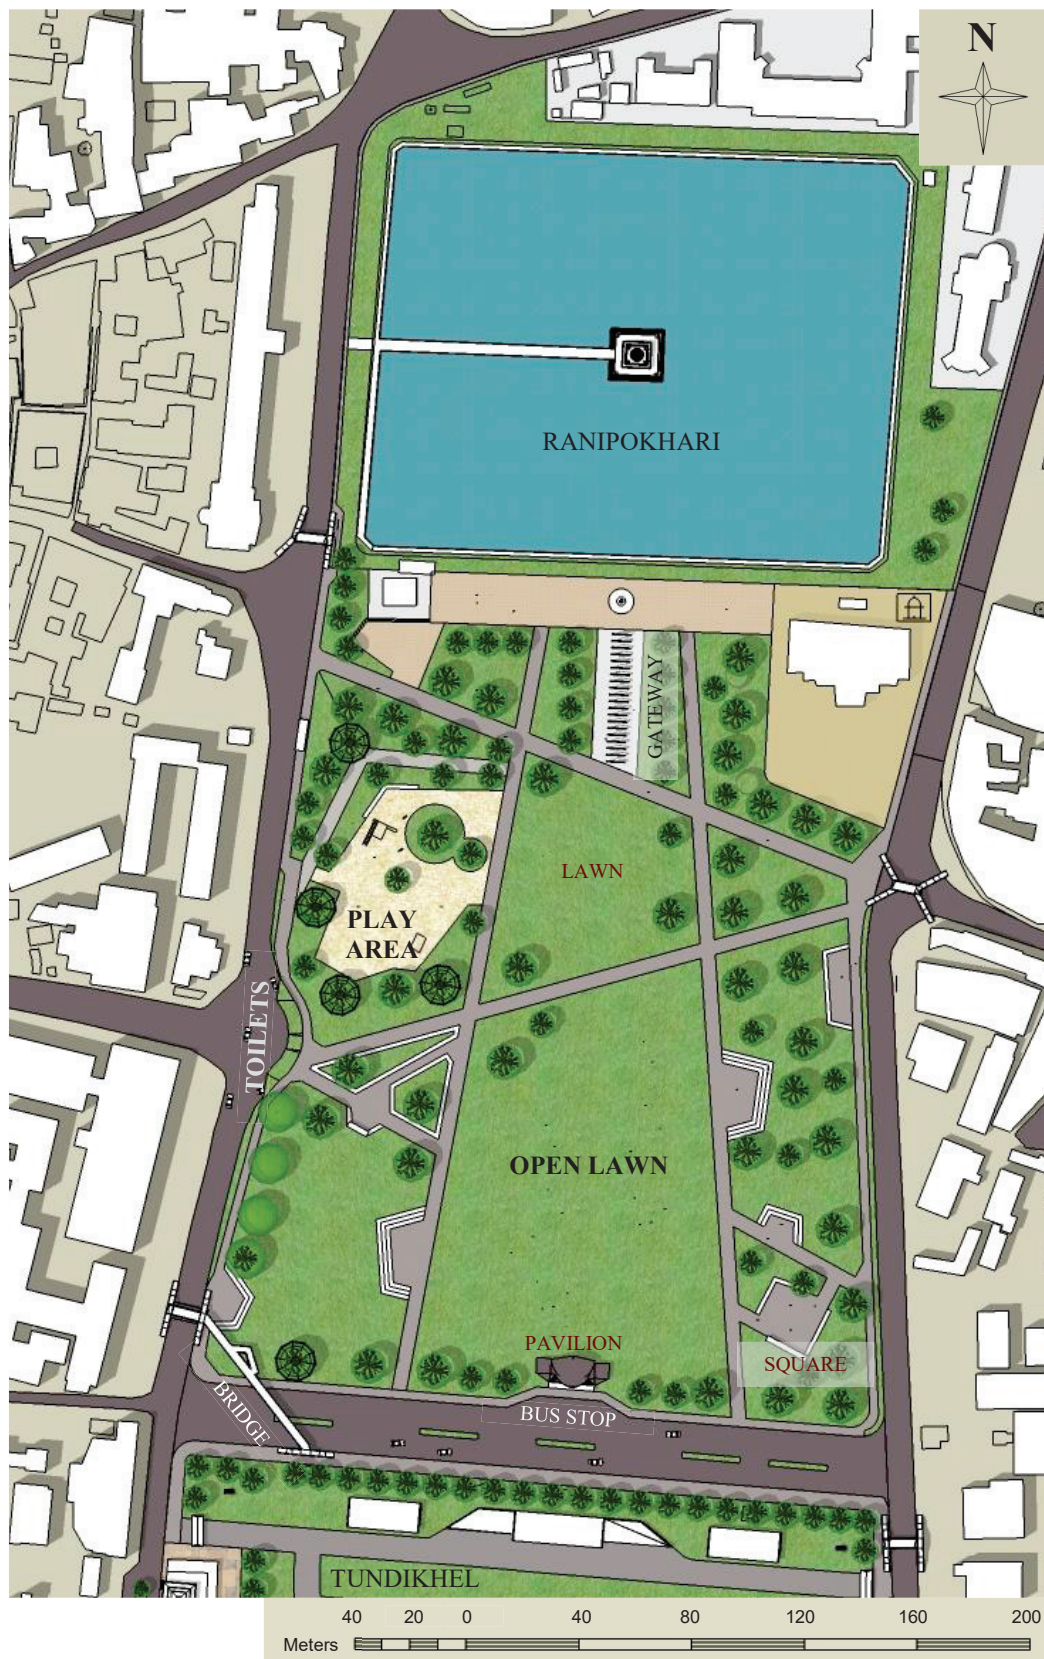 N
RANIPOKHARI
GATEWAY
LAWN
PLAY
AREA
TOILETS
OPEN LAWN
PAVILION
SQUARE
BRIDGE
BUS STOP
TUNDIKHEL
40 20 0 40 80 120 160 200
Meters